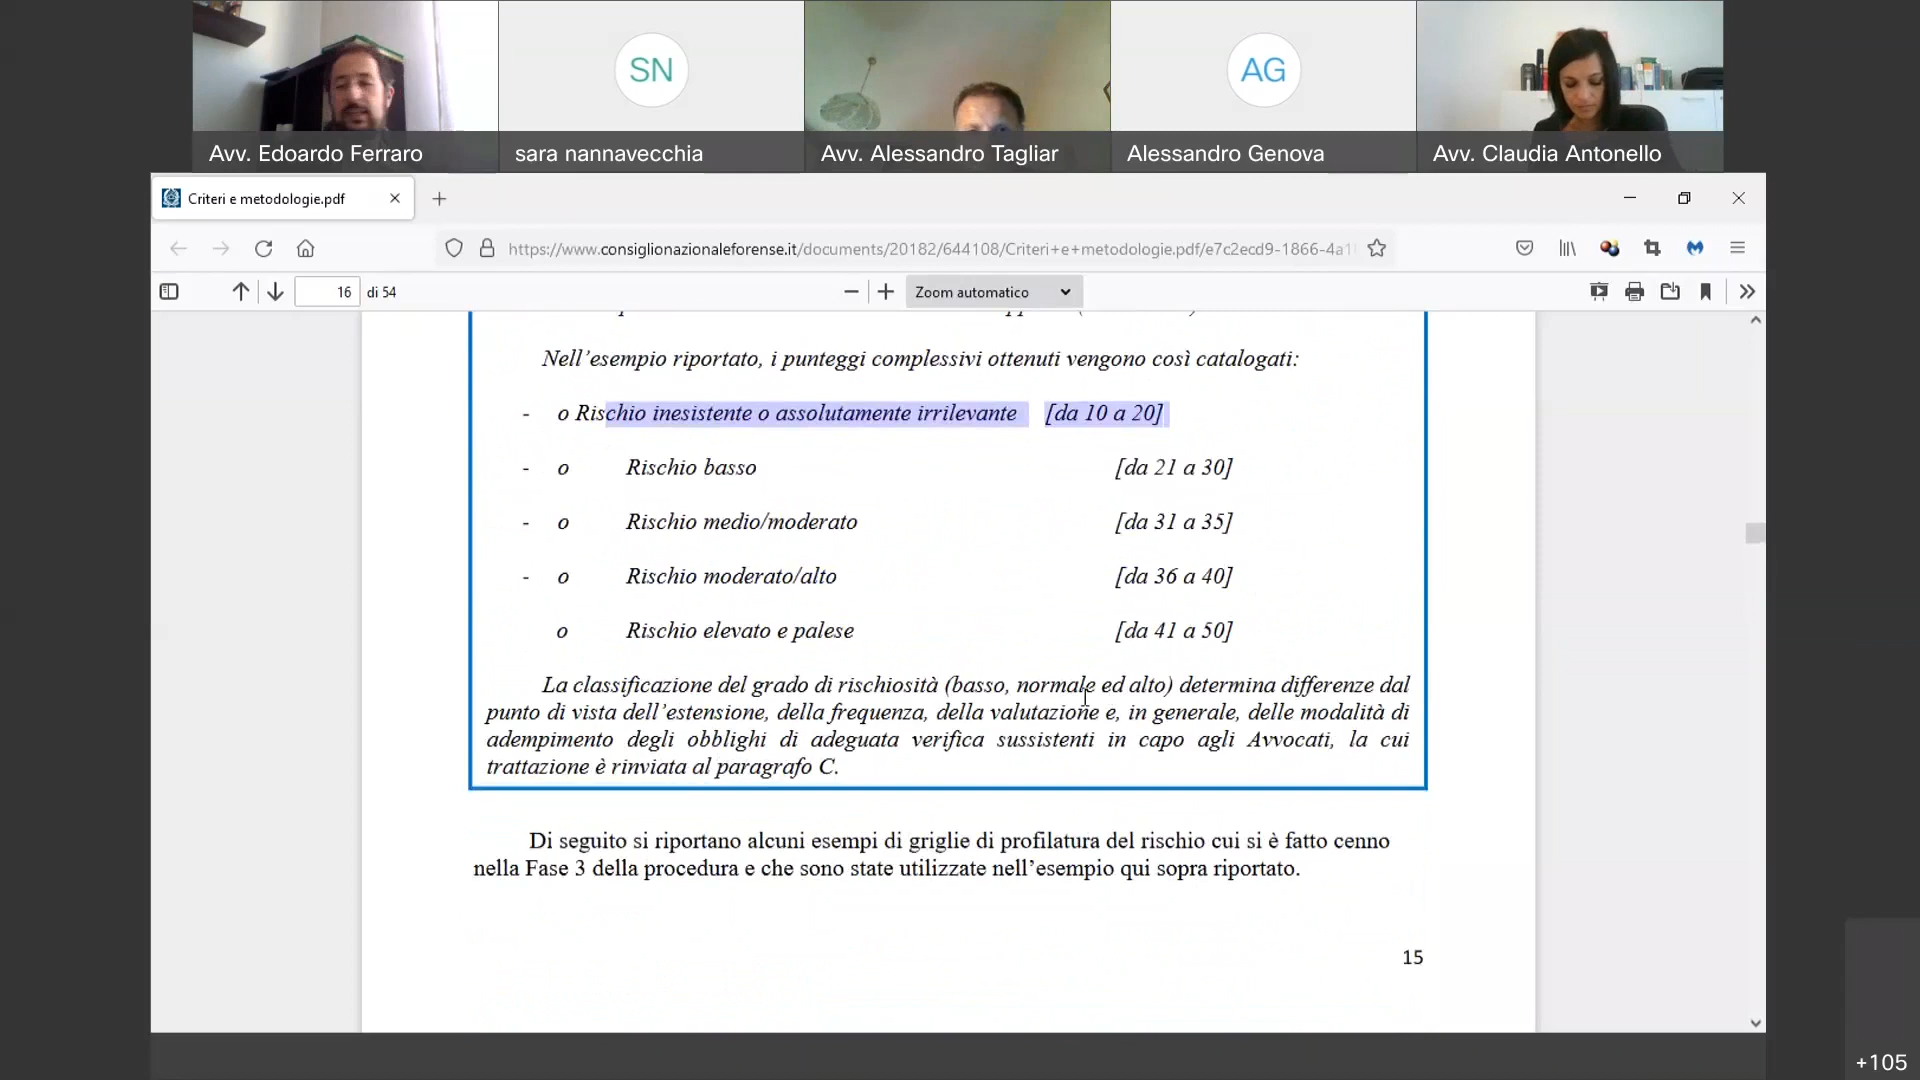 SN
AG
Avv. Edoardo Ferraro
sara nannavecchia
Avv. Alessandro Tagliar
Alessandro Genova
Avv. Claudia Antonello
Criteri e metodologie.pdf
https://www.consiglionazionaleforense.it/documents/20182/644108/Criteri+e+metodologie.pdf/e7c2ecd9-1866-4a1
16 di 54
Zoom automatico
Nell'esempio riportato, i punteggi complessivi ottenuti vengono così catalogati:
- o Rischio inesistente o assolutamente irrilevante [da 10 a 20]
- o Rischio basso [da 21 a 30]
- o Rischio medio/moderato [da 31 a 35]
- o Rischio moderato/alto [da 36 a 40]
o Rischio elevato e palese [da 41 a 50]
La classificazione del grado di rischiosità (basso, normale ed alto) determina differenze dal
punto di vista dell'estensione, della frequenza, della valutazione e, in generale, delle modalità di
adempimento degli obblighi di adeguata verifica sussistenti in capo agli Avvocati, la cui
trattazione è rinviata al paragrafo C.
Di seguito si riportano alcuni esempi di griglie di profilatura del rischio cui si è fatto cenno
nella Fase 3 della procedura e che sono state utilizzate nell'esempio qui sopra riportato.
15
+105